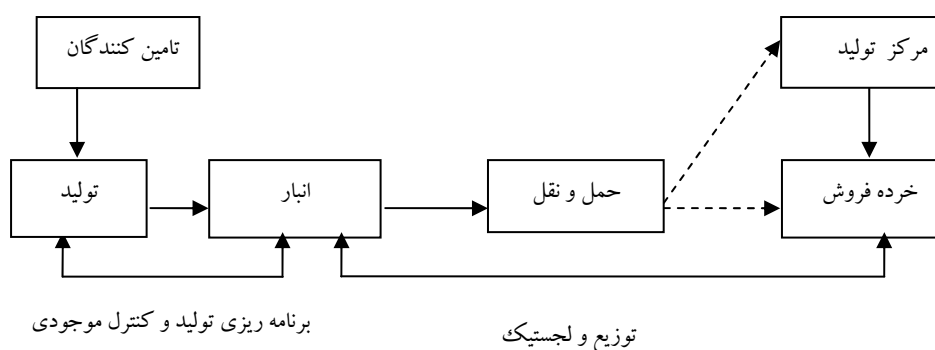 تامین کنندگان
مرکز تولید
تولید
انبار
حمل و نقل
خرده فروش
برنامه ریزی تولید و کنترل موجودی
توزیع و لجستیک